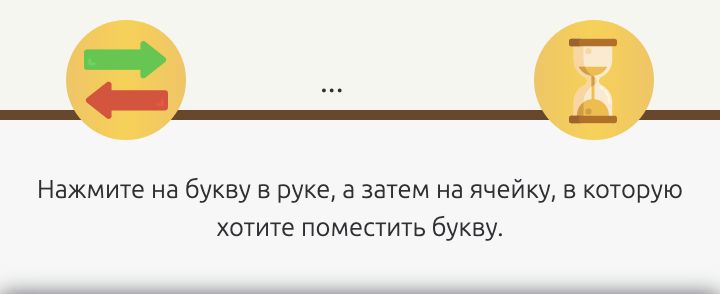 ...
Нажмите на букву в руке, а затем на ячейку, в которую
хотите поместить букву.